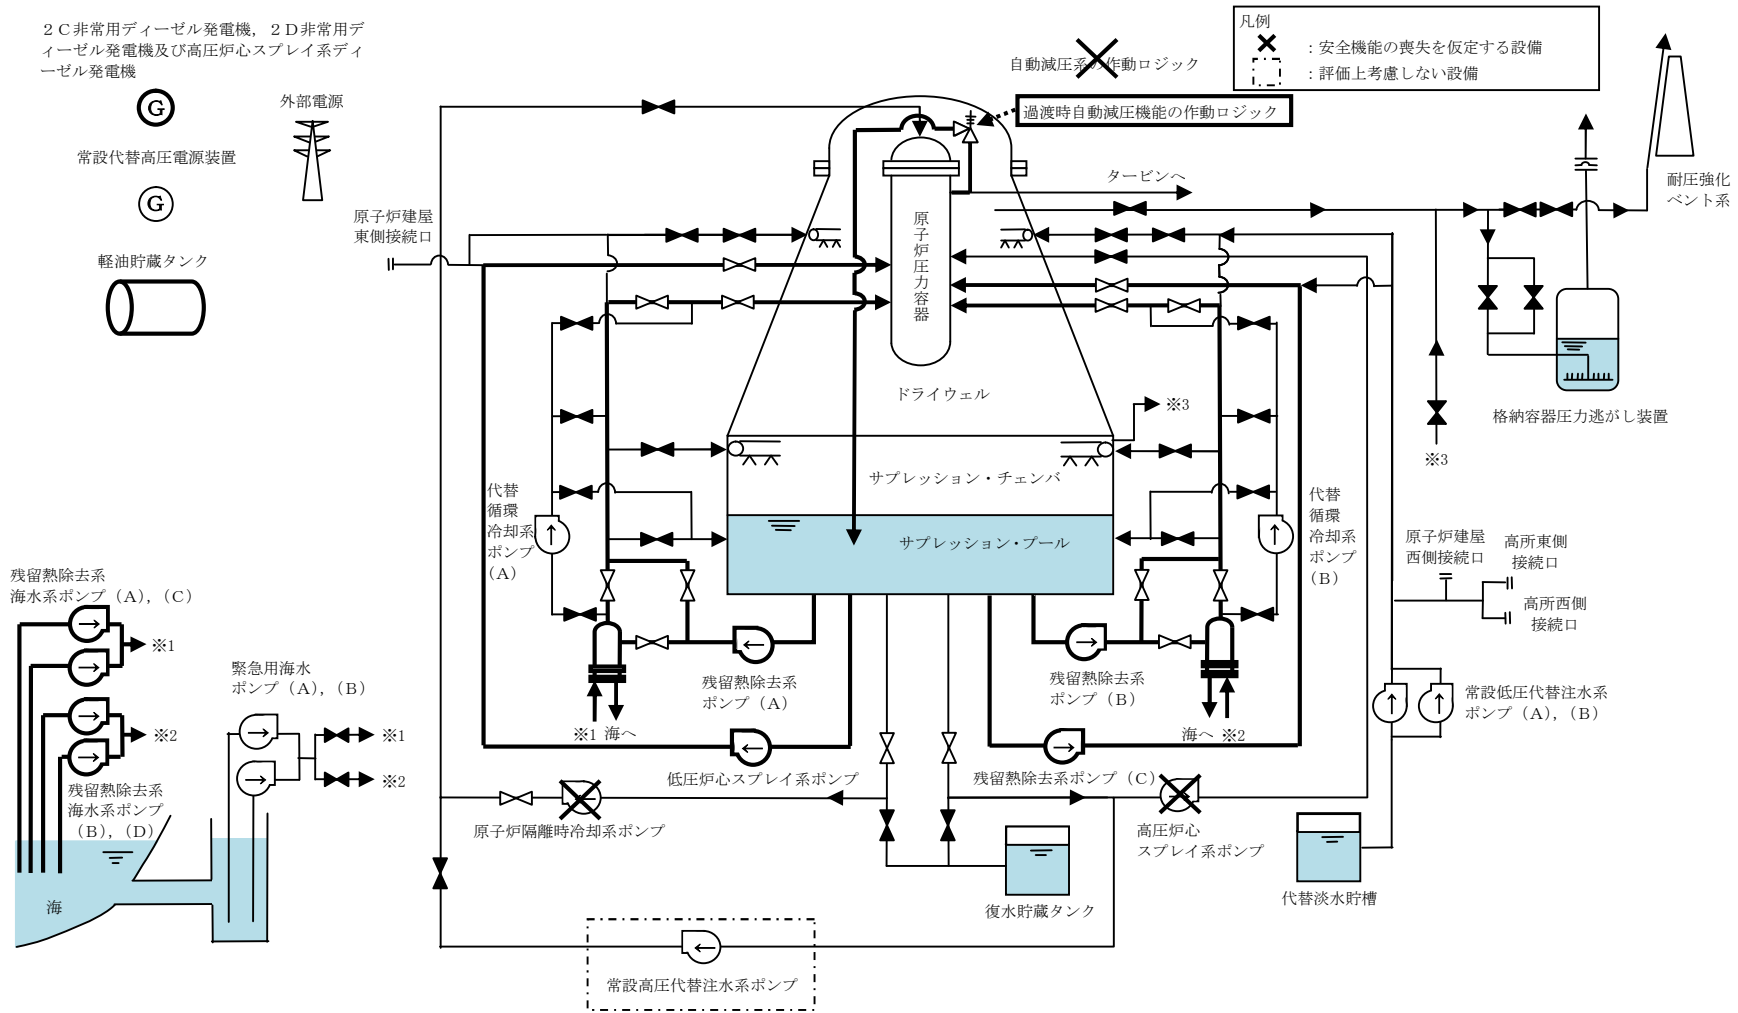 ２Ｃ非常用ディーゼル発電機，２Ｄ非常用デ
ィーゼル発電機及び高圧炉心スプレイ系ディ
ーゼル発電機
G
外部電源
常設代替高圧電源装置
G
軽油貯蔵タンク
凡例
：安全機能の喪失を仮定する設備
：評価上考慮しない設備
自動減圧系の作動ロジック
過渡時自動減圧機能の作動ロジック
タービンへ
原子炉建屋
東側接続口
原子炉圧力容器
耐圧強化
ベント系
ドライウェル
※3
格納容器圧力逃がし装置
※3
サプレッション・チェンバ
サプレッション・プール
代替
循環
冷却系
ポンプ
（A）
代替
循環
冷却系
ポンプ
（B）
原子炉建屋
西側接続口
高所東側
接続口
高所西側
接続口
残留熱除去系
海水系ポンプ（A），（C）
※1
※2
残留熱除去系
海水系ポンプ
（B），（D）
緊急用海水
ポンプ（A），（B）
※1
※2
海
残留熱除去系
ポンプ（A）
※1 海へ
残留熱除去系
ポンプ（B）
海へ ※2
常設低圧代替注水系
ポンプ（A），（B）
低圧炉心スプレイ系ポンプ
残留熱除去系ポンプ（C）
原子炉隔離時冷却系ポンプ
高圧炉心
スプレイ系ポンプ
復水貯蔵タンク
代替淡水貯槽
常設高圧代替注水系ポンプ